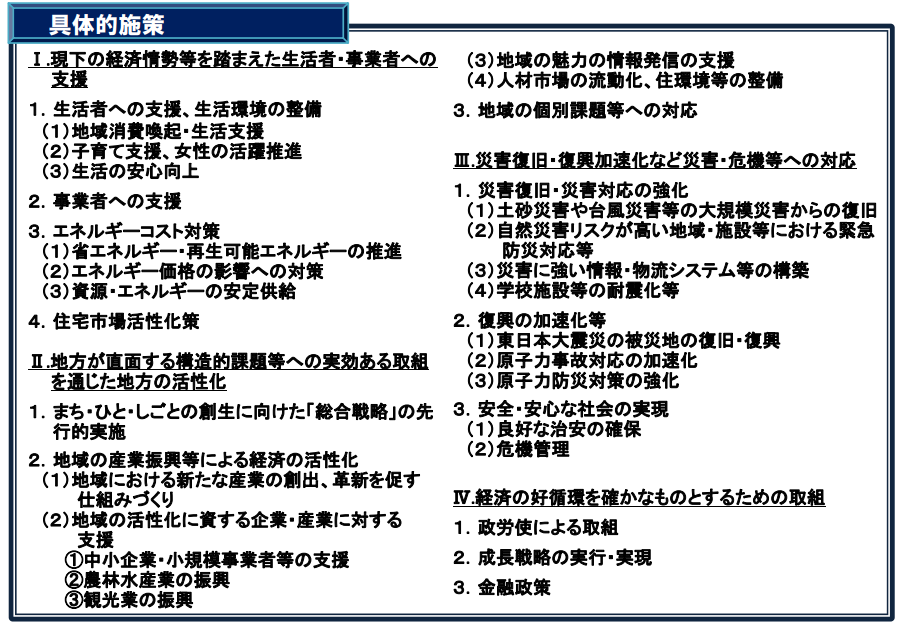 具体的施策
Ⅰ.現下の経済情勢等を踏まえた生活者・事業者への
支援
1．生活者への支援、生活環境の整備
（1）地域消費喚起・生活支援
（2）子育て支援、女性の活躍推進
（3）生活の安心向上
2．事業者への支援
3．エネルギーコスト対策
（1）省エネルギー・再生可能エネルギーの推進
（2）エネルギー価格の影響への対策
（3）資源・エネルギーの安定供給
4．住宅市場活性化策
Ⅱ.地方が直面する構造的課題等への実効ある取組
を通じた地方の活性化
1．まち・ひと・しごとの創生に向けた「総合戦略」の先
行的実施
2．地域の産業振興等による経済の活性化
（1）地域における新たな産業の創出、革新を促す
仕組みづくり
（2）地域の活性化に資する企業・産業に対する
支援
①中小企業・小規模事業者等の支援
②農林水産業の振興
③観光業の振興
（3）地域の魅力の情報発信の支援
（4）人材市場の流動化、住環境等の整備
3．地域の個別課題等への対応
Ⅲ.災害復旧・復興加速化など災害・危機等への対応
1．災害復旧・災害対応の強化
（1）土砂災害や台風災害等の大規模災害からの復旧
（2）自然災害リスクが高い地域・施設等における緊急
防災対応等
（3）災害に強い情報・物流システム等の構築
（4）学校施設等の耐震化等
2．復興の加速化等
（1）東日本大震災の被災地の復旧・復興
（2）原子力事故対応の加速化
（3）原子力防災対策の強化
3．安全・安心な社会の実現
（1）良好な治安の確保
（2）危機管理
Ⅳ.経済の好循環を確かなものとするための取組
1．政労使による取組
2．成長戦略の実行・実現
3．金融政策